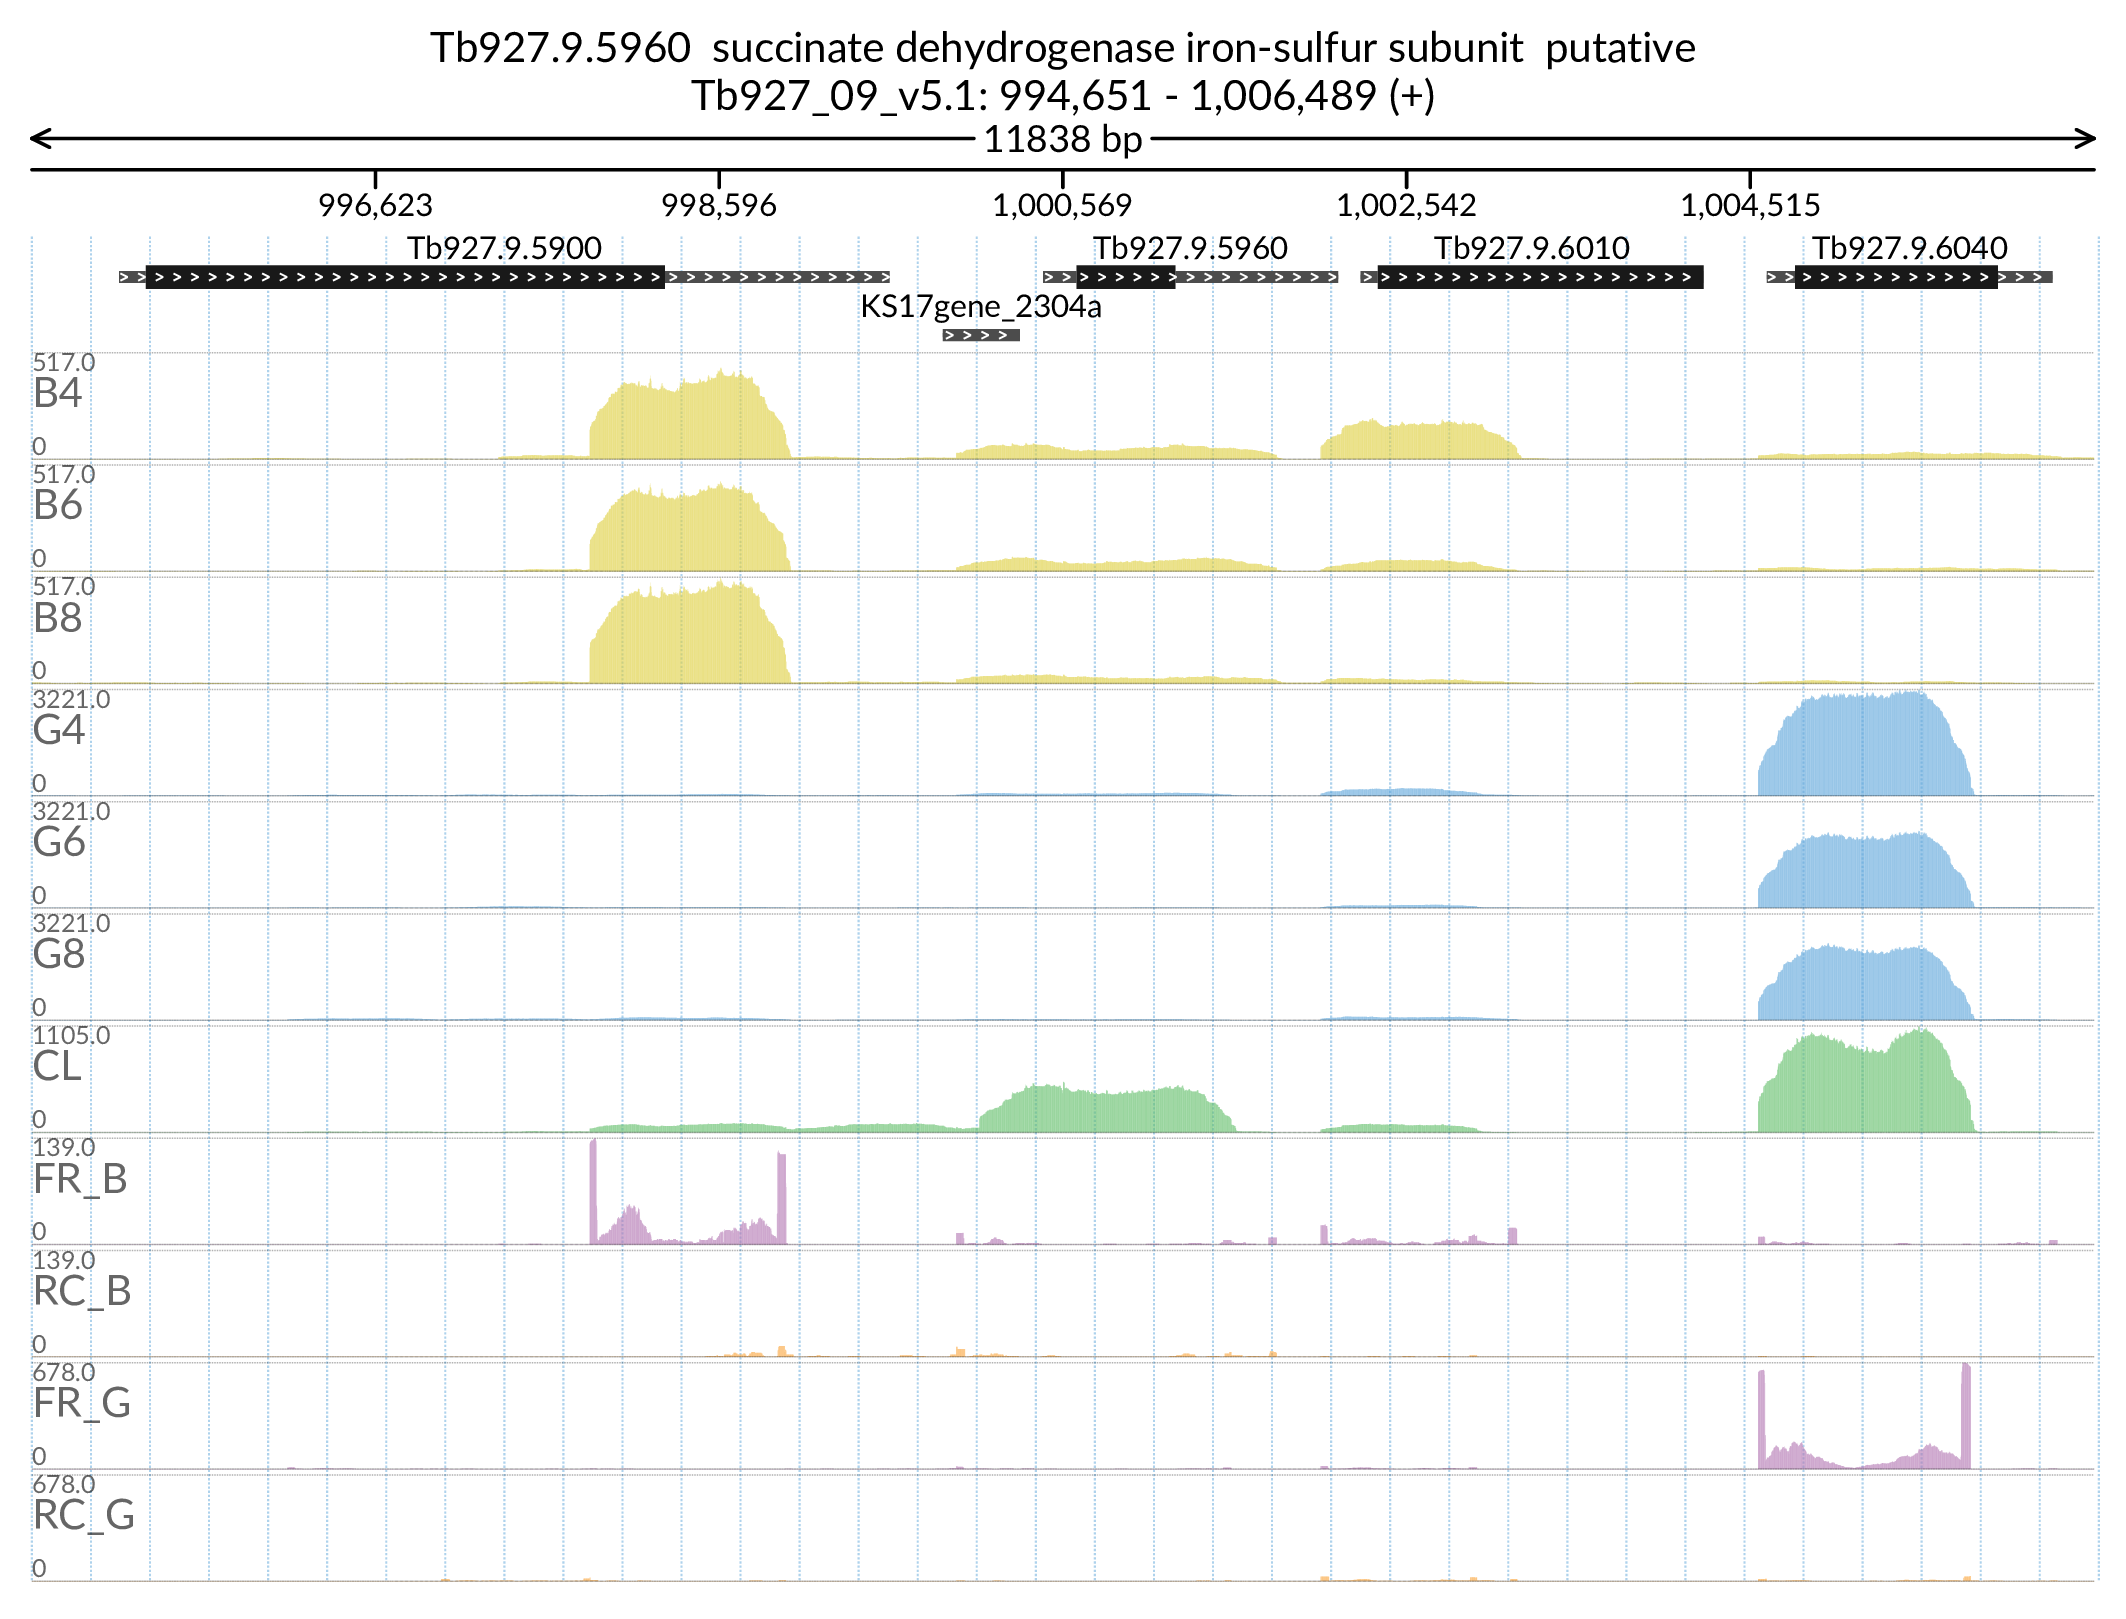 Tb927.9.5960  succinate dehydrogenase iron-sulfur subunit  putative
Tb927_09_v5.1: 994,651 - 1,006,489 (+)
11838 bp
996,623 998,596 1,000,569 1,002,542 1,004,515
Tb927.9.5900 Tb927.9.5960 Tb927.9.6010 Tb927.9.6040
KS17gene_2304a
517.0
B4
0
517.0
B6
0
517.0
B8
0
3221.0
G4
0
3221.0
G6
0
3221.0
G8
0
1105.0
CL
0
139.0
FR_B
0
139.0
RC_B
0
678.0
FR_G
0
678.0
RC_G
0